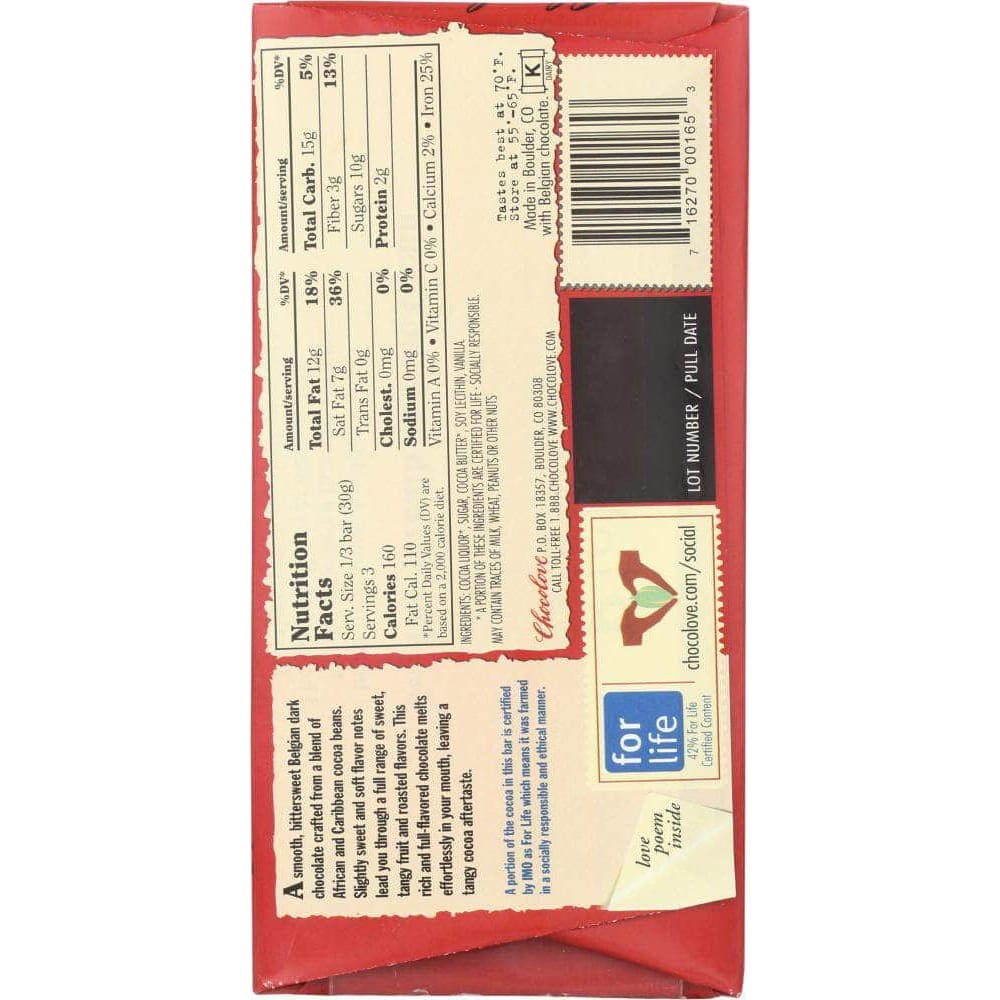 A smooth, bittersweet Belgian dark
chocolate crafted from a blend of
African and Caribbean cocoa beans.
Slightly sweet and soft flavor notes
lead you through a full range of sweet,
tangy fruit and roasted flavors. This
rich and full-flavored chocolate melts
effortlessly in your mouth, leaving a
tangy cocoa aftertaste.
A portion of the cocoa in this bar is certified
by IMO as For Life which means it was farmed
in a socially responsible and ethical manner.
love
poem
inside
Nutrition
Facts
Serv. Size 1/3 bar (30g)
Servings 3
Calories 160
Fat Cal. 110
*Percent Daily Values (DV) are
based on a 2,000 calorie diet.
Amount/serving %DV*
Total Fat 12g 18%
Sat Fat 7g 36%
Trans Fat 0g
Cholest. 0mg 0%
Sodium 0mg 0%
Amount/serving %DV*
Total Carb. 15g 5%
Fiber 3g 13%
Sugars 10g
Protein 2g
Vitamin A 0% • Vitamin C 0% • Calcium 2% • Iron 25%
INGREDIENTS: COCOA LIQUOR*, SUGAR, COCOA BUTTER*, SOY LECITHIN, VANILLA.
* A PORTION OF THESE INGREDIENTS ARE CERTIFIED FOR LIFE - SOCIALLY RESPONSIBLE.
MAY CONTAIN TRACES OF MILK, WHEAT, PEANUTS OR OTHER NUTS
Tastes best at 70°F.
Store at 55°-65°F.
Made in Boulder, CO
with Belgian chocolate.
K
DAIRY
Chocolove P.O. BOX 18357, BOULDER, CO 80308
CALL TOLL-FREE 1.888.CHOCOLOVE WWW.CHOCOLOVE.COM
for
life
42% For Life
Certified Content
chocolove.com/social
LOT NUMBER / PULL DATE
7 16270 00165 3